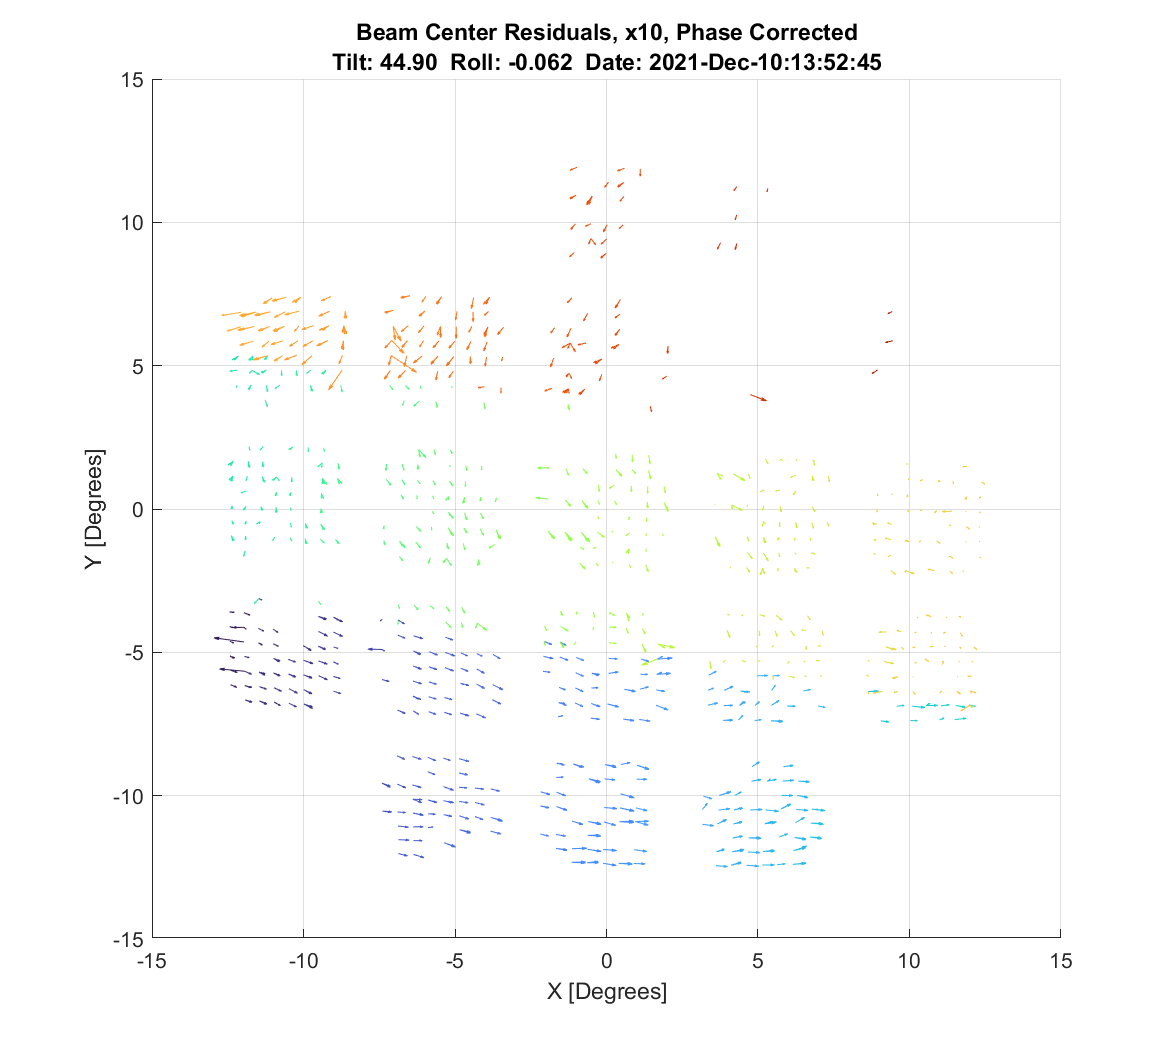 Beam Center Residuals, x10, Phase Corrected
Tilt: 44.90 Roll: -0.062 Date: 2021-Dec-10:13:52:45
15
10
5
0
-5
-10
-15
Y [Degrees]
-15 -10 -5 0 5 10 15
X [Degrees]